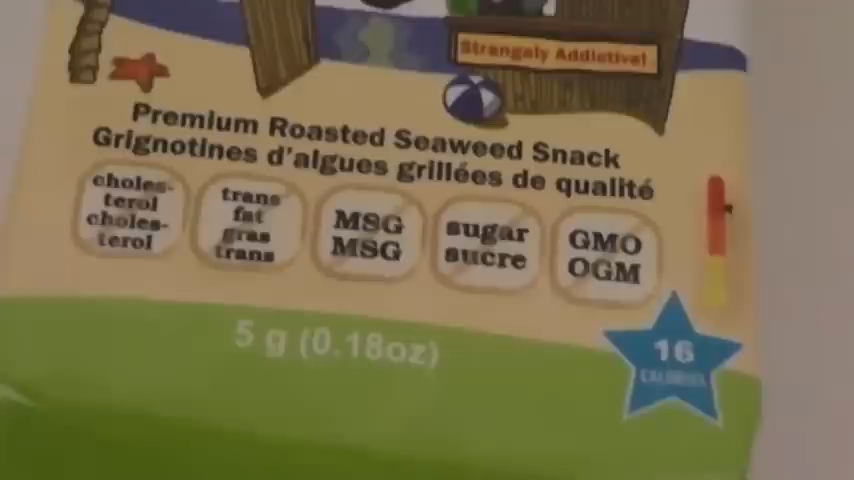 Strangely Addictive!
Premium Roasted Seaweed Snack
Grignotines d'algues grillées de qualité
choles-
terol
choles-
terol
trans
fat
gras
trans
MSG
MSG
sugar
sucre
GMO
OGM
5 g (0.18oz)
16
CALORIES